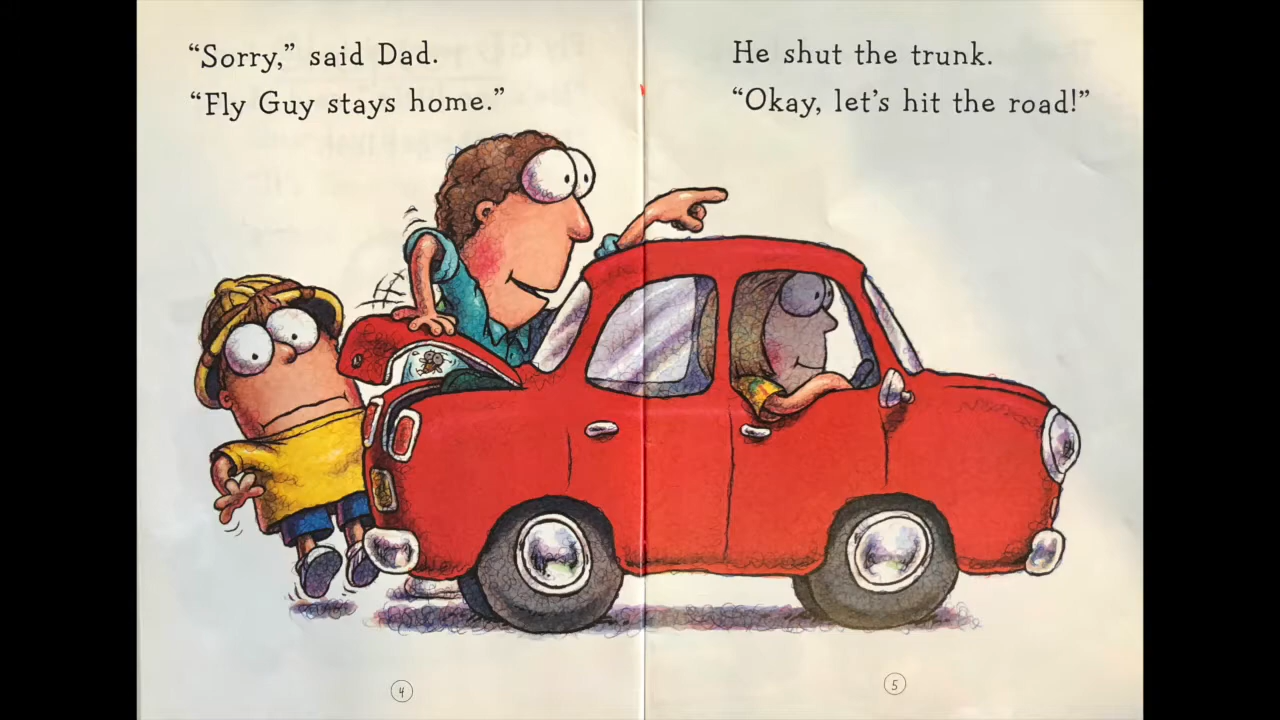 “Sorry,” said Dad.
“Fly Guy stays home.”
He shut the trunk.
“Okay, let’s hit the road!”
4
5